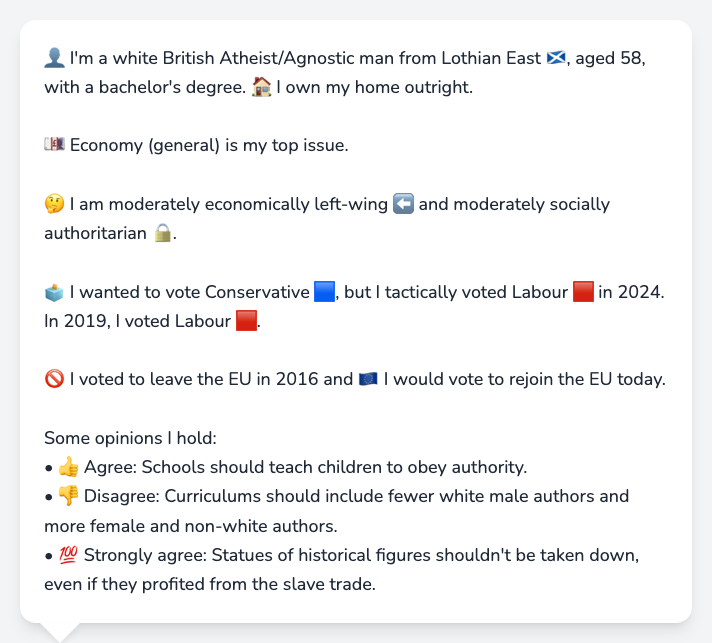 👤 I'm a white British Atheist/Agnostic man from Lothian East 🏴󠁧󠁢󠁳󠁣󠁴󠁿, aged 58,
with a bachelor's degree. 🏠 I own my home outright.
💷 Economy (general) is my top issue.
🤔 I am moderately economically left-wing ⬅️ and moderately socially
authoritarian 🔒.
🗳️ I wanted to vote Conservative 🟦, but I tactically voted Labour 🟥 in 2024.
In 2019, I voted Labour 🟥.
🚫 I voted to leave the EU in 2016 and 🇪🇺 I would vote to rejoin the EU today.
Some opinions I hold:
• 👍 Agree: Schools should teach children to obey authority.
• 👎 Disagree: Curriculums should include fewer white male authors and
more female and non-white authors.
• 💯 Strongly agree: Statues of historical figures shouldn't be taken down,
even if they profited from the slave trade.